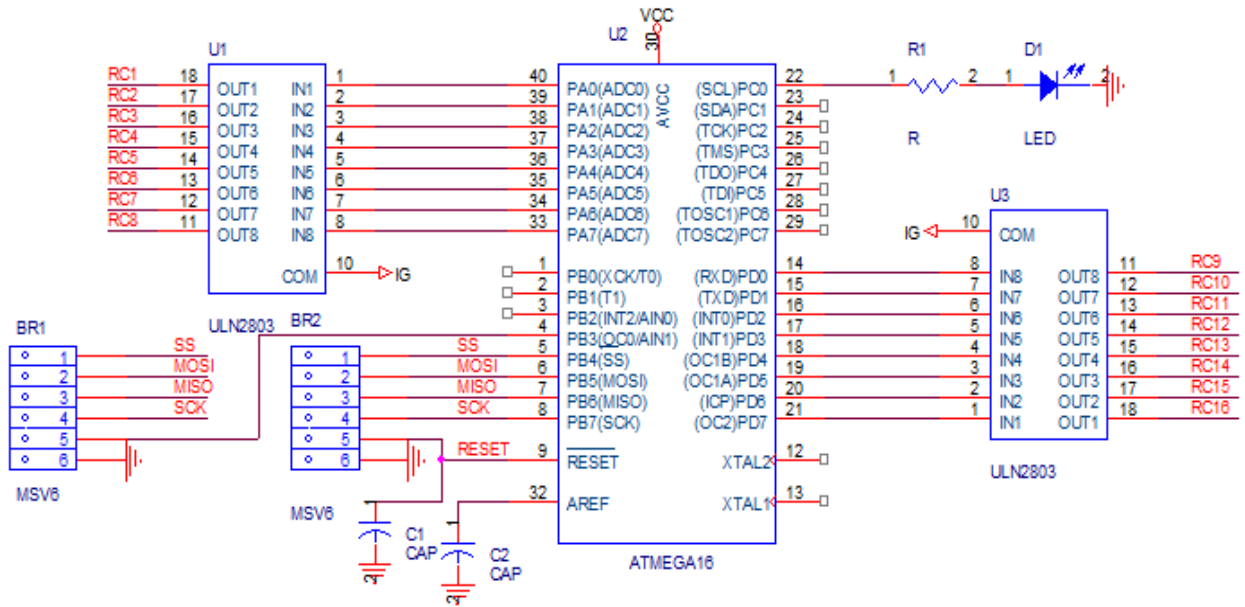 VCC
U1 U2 30 R1 D1
RC1 18 OUT1 IN1 1 40 PA0(ADC0) AVCC (SCL)PC0 22 1 2 1 2
RC2 17 OUT2 IN2 2 39 PA1(ADC1) (SDA)PC1 23
RC3 16 OUT3 IN3 3 38 PA2(ADC2) (TCK)PC2 24
RC4 15 OUT4 IN4 4 37 PA3(ADC3) (TMS)PC3 25 R LED
RC5 14 OUT5 IN5 5 36 PA4(ADC4) (TDO)PC4 26
RC6 13 OUT6 IN6 6 35 PA5(ADC5) (TDI)PC5 27
RC7 12 OUT7 IN7 7 34 PA6(ADC6) (TOSC1)PC6 28 U3
RC8 11 OUT8 IN8 8 33 PA7(ADC7) (TOSC2)PC7 29 IG 10 COM
COM 10 IG 1 PB0(XCK/T0) (RXD)PD0 14 8 IN8 OUT8 11 RC9
2 PB1(T1) (TXD)PD1 15 7 IN7 OUT7 12 RC10
3 PB2(INT2/AIN0) (INT0)PD2 16 6 IN6 OUT6 13 RC11
BR1 ULN2803 BR2 4 PB3(OC0/AIN1) (INT1)PD3 17 5 IN5 OUT5 14 RC12
1 SS 1 SS 5 PB4(SS) (OC1B)PD4 18 4 IN4 OUT4 15 RC13
2 MOSI 2 MOSI 6 PB5(MOSI) (OC1A)PD5 19 3 IN3 OUT3 16 RC14
3 MISO 3 MISO 7 PB6(MISO) (ICP)PD6 20 2 IN2 OUT2 17 RC15
4 SCK 4 SCK 8 PB7(SCK) (OC2)PD7 21 1 IN1 OUT1 18 RC16
5 5
6 6 RESET 9 RESET XTAL2 12
MSV6 MSV6 ULN2803
1 1 32 AREF XTAL1 13
C1
CAP
C2
CAP
2 2
ATMEGA16